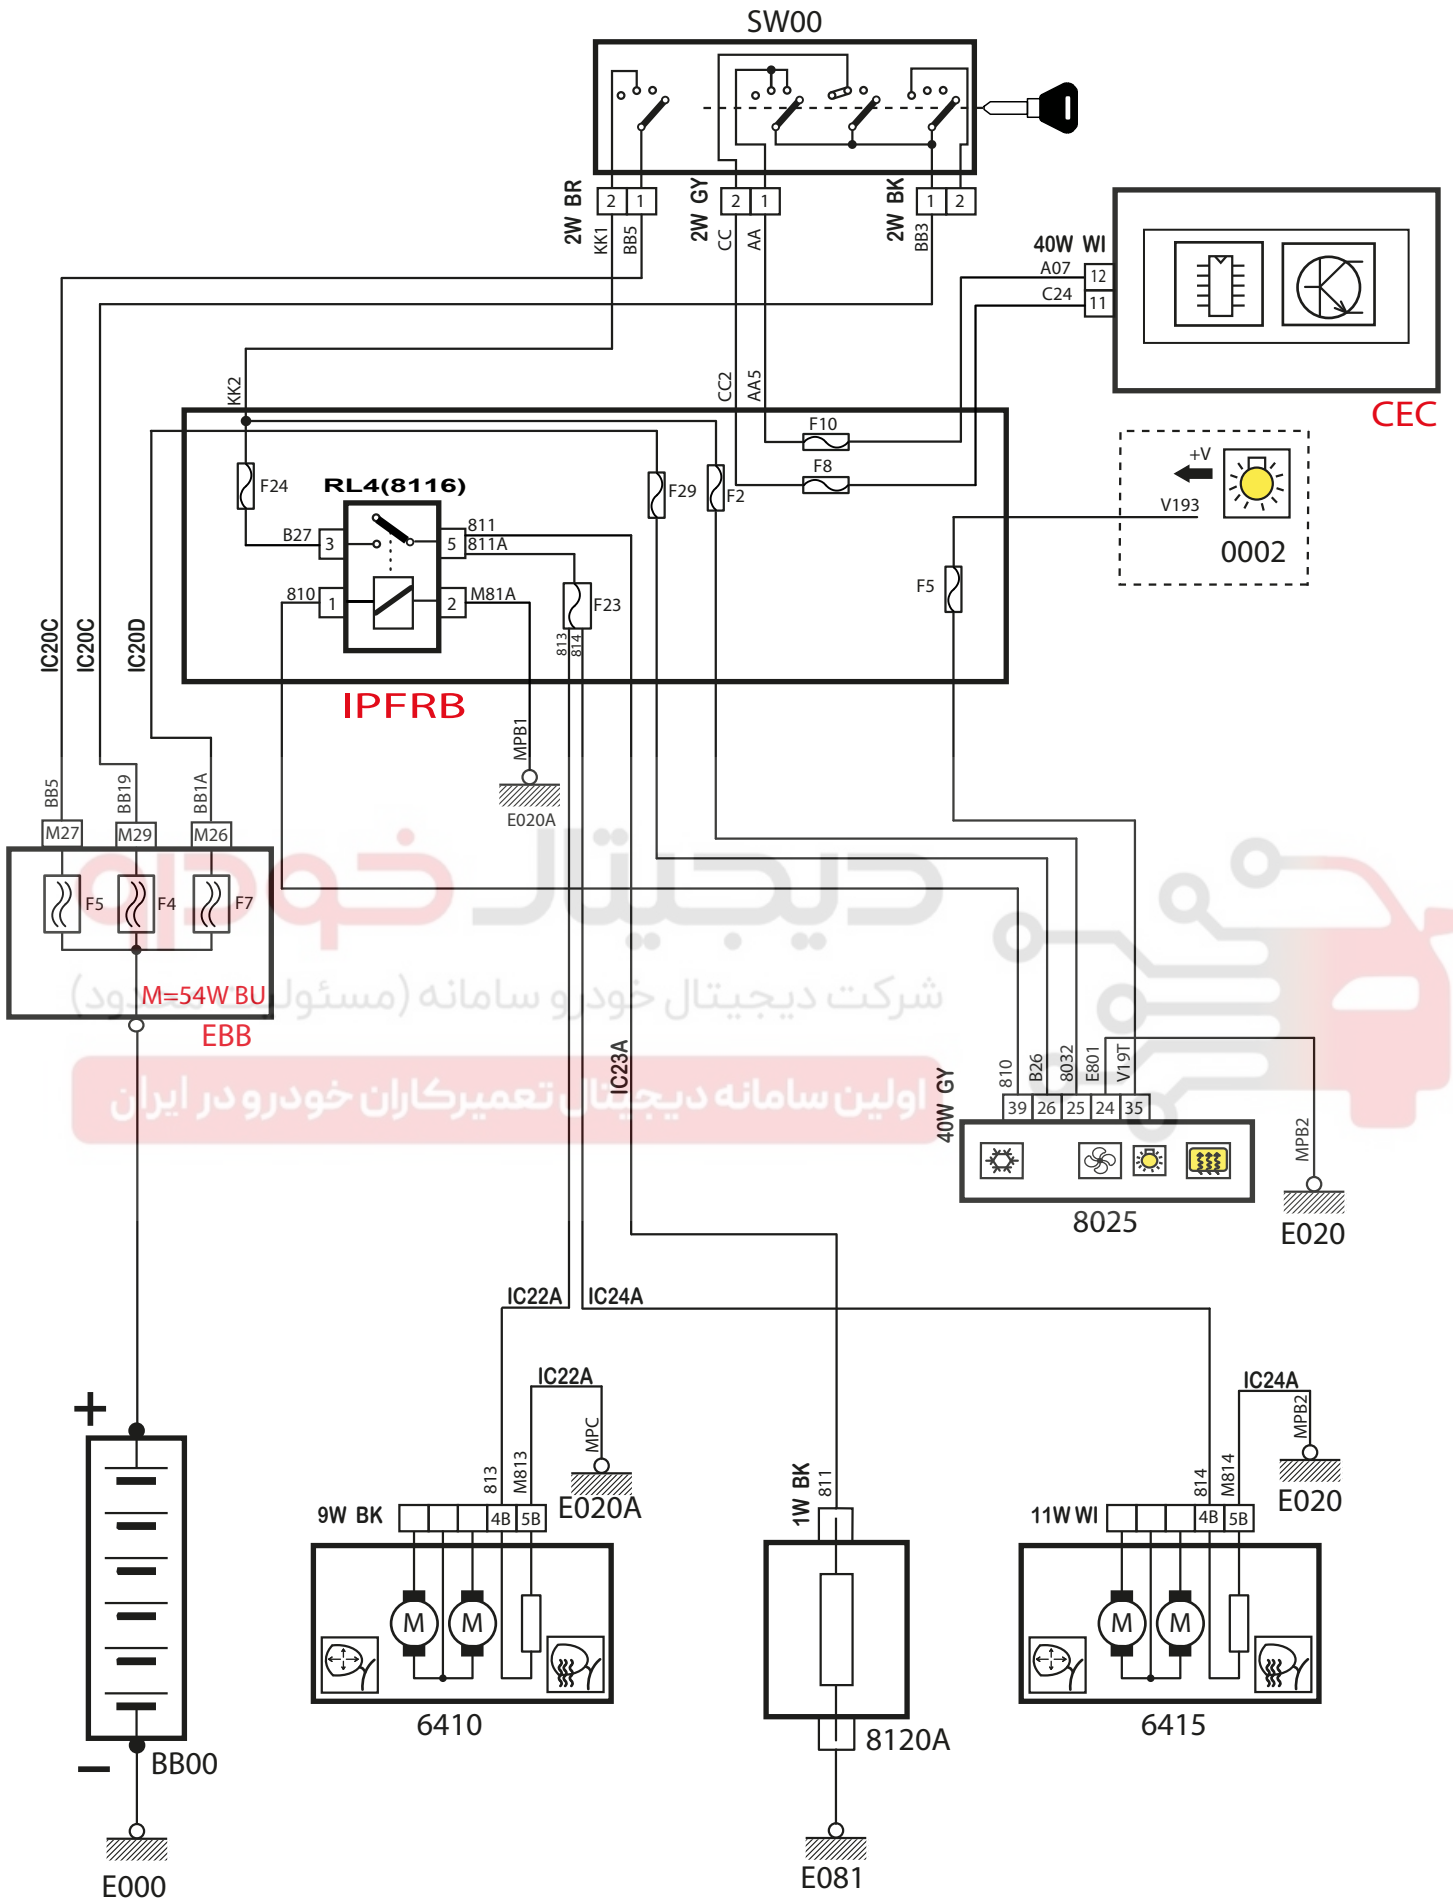 SW00
2W BR
2
1
KK1
BB5
2W GY
2
1
CC
AA
2W BK
1
2
BB3
40W WI
A07
12
C24
11
CEC
KK2
CC2
AA5
F10
F8
F24
RL4(8116)
F29
F2
+V
V193
0002
B27
3
5
811
811A
810
1
2
M81A
F23
813
814
F5
IC20C
IC20C
IC20D
IPFRB
MPB1
E020A
BB5
BB19
BB1A
M27
M29
M26
F5
F4
F7
M=54W BU
EBB
دیجیتال خودرو
شرکت دیجیتال خودرو سامانه (مسئولیت محدود)
اولین سامانه دیجیتال تعمیرکاران خودرو در ایران
IC23A
40W GY
810
B26
8032
E801
V19T
39
26
25
24
35
8025
MPB2
E020
IC22A
IC24A
IC22A
IC24A
MPC
E020A
MPB2
E020
+
BB00
−
E000
9W BK
813
M813
4B
5B
M
M
6410
1W BK
811
8120A
E081
11W WI
814
M814
4B
5B
M
M
6415